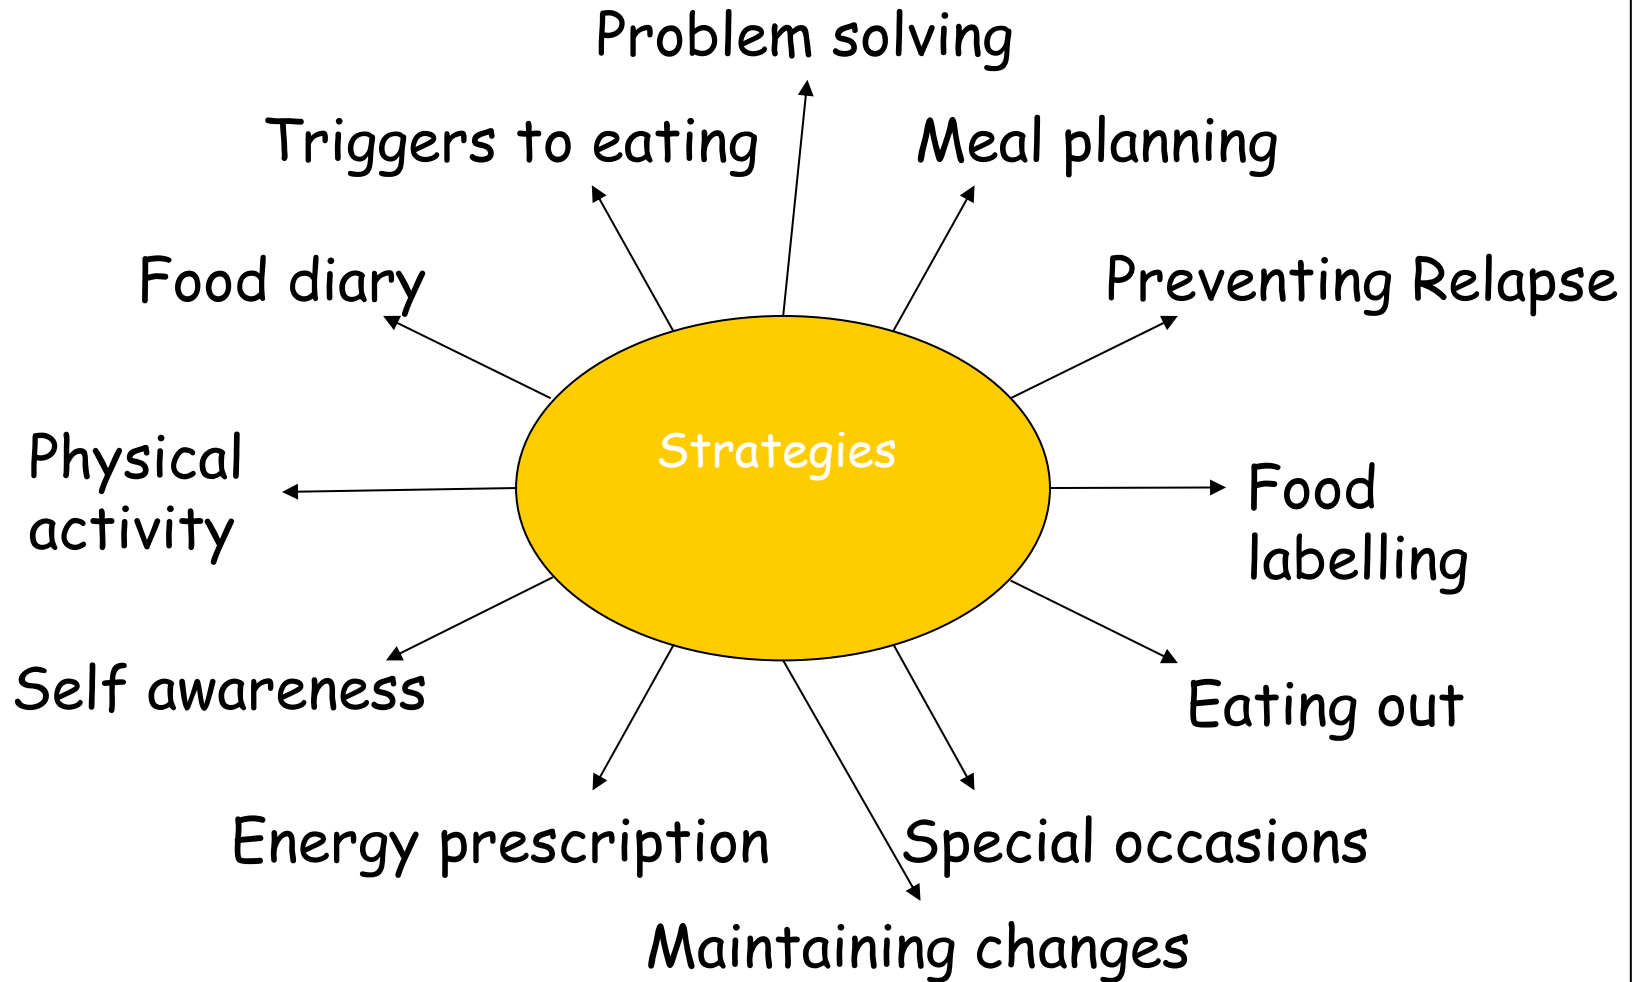 Problem solving
Triggers to eating
Meal planning
Food diary
Preventing Relapse
Strategies
Physical
activity
Food
labelling
Self awareness
Eating out
Energy prescription
Special occasions
Maintaining changes